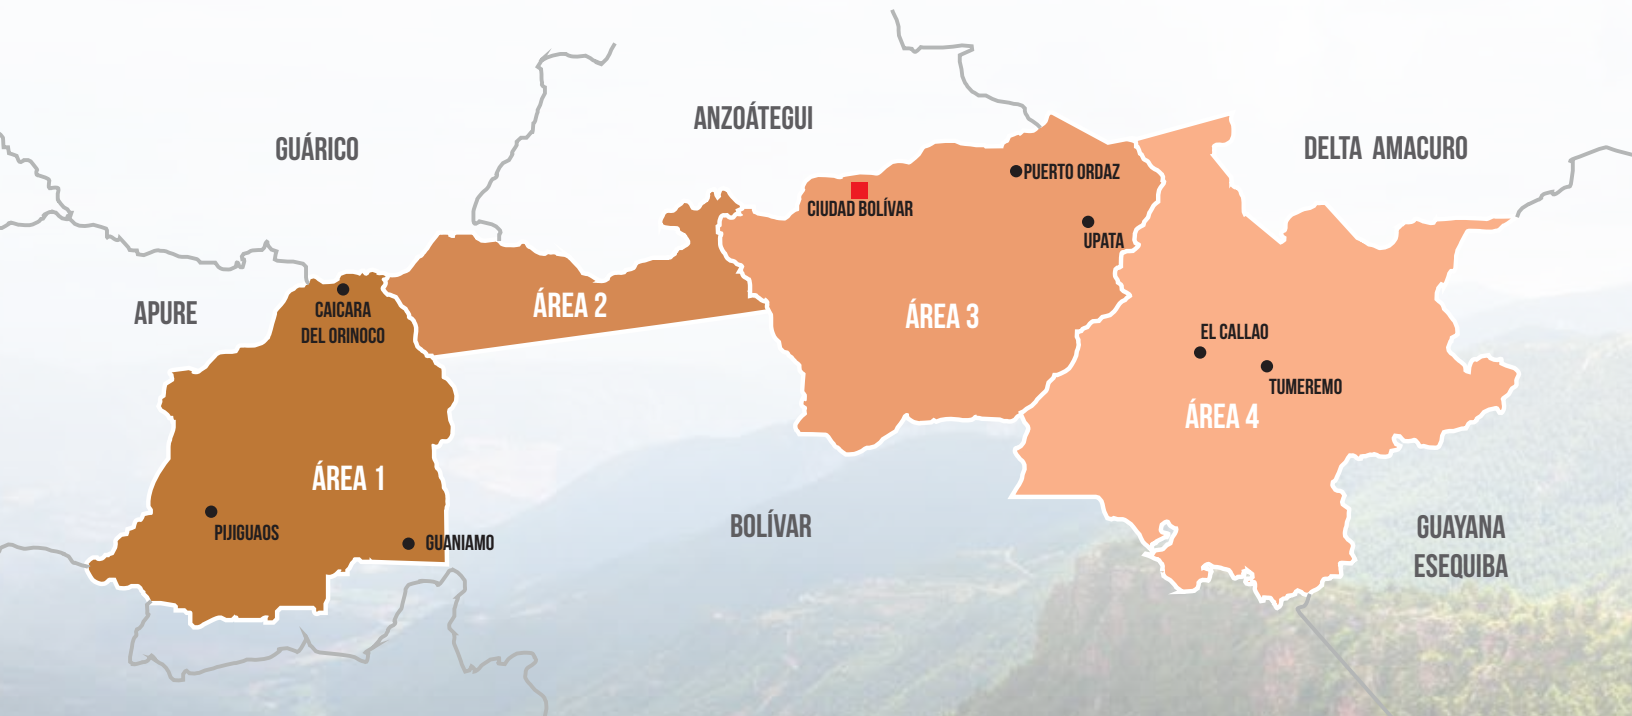 ANZOÁTEGUI
GUÁRICO
DELTA AMACURO
PUERTO ORDAZ
CIUDAD BOLÍVAR
UPATA
APURE
CAICARA
DEL ORINOCO
ÁREA 2
ÁREA 3
EL CALLAO
TUMEREMO
ÁREA 4
ÁREA 1
PIJIGUAOS
GUANIAMO
BOLÍVAR
GUAYANA
ESEQUIBA